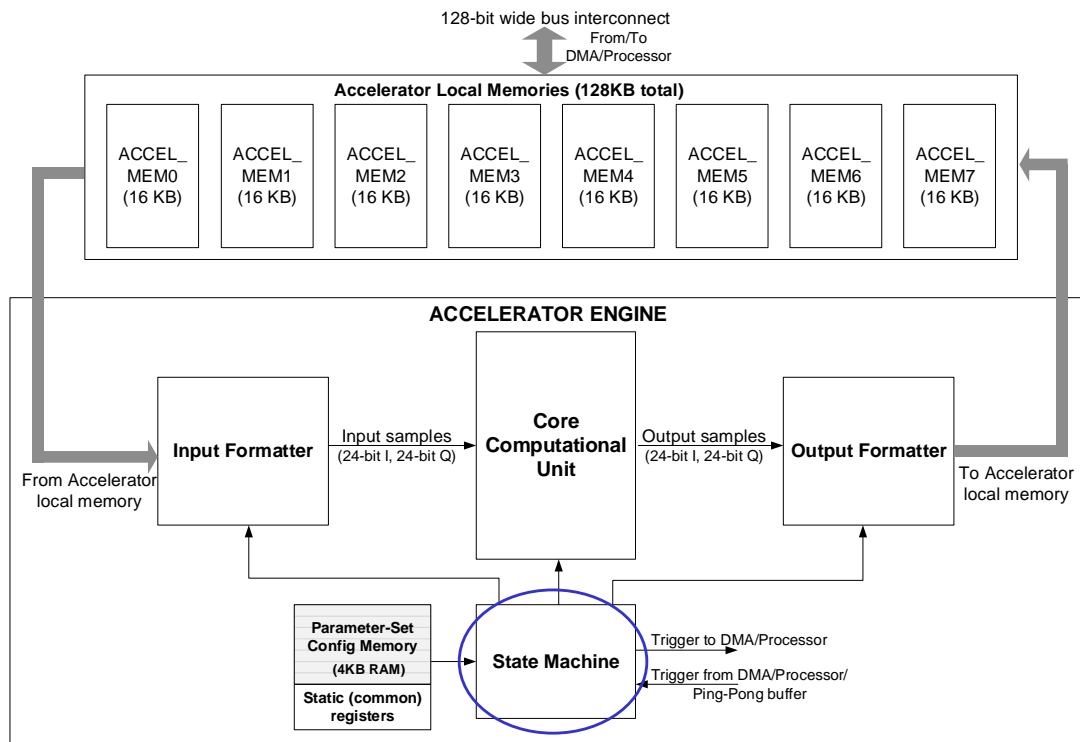 128-bit wide bus interconnect
From/To
DMA/Processor
Accelerator Local Memories (128KB total)
ACCEL_
MEM0
(16 KB)
ACCEL_
MEM1
(16 KB)
ACCEL_
MEM2
(16 KB)
ACCEL_
MEM3
(16 KB)
ACCEL_
MEM4
(16 KB)
ACCEL_
MEM5
(16 KB)
ACCEL_
MEM6
(16 KB)
ACCEL_
MEM7
(16 KB)
ACCELERATOR ENGINE
From Accelerator
local memory
Input Formatter
Input samples
(24-bit I, 24-bit Q)
Core
Computational
Unit
Output samples
(24-bit I, 24-bit Q)
Output Formatter
To Accelerator
local memory
Parameter-Set
Config Memory
(4KB RAM)
Static (common)
registers
State Machine
Trigger to DMA/Processor
Trigger from DMA/Processor/
Ping-Pong buffer